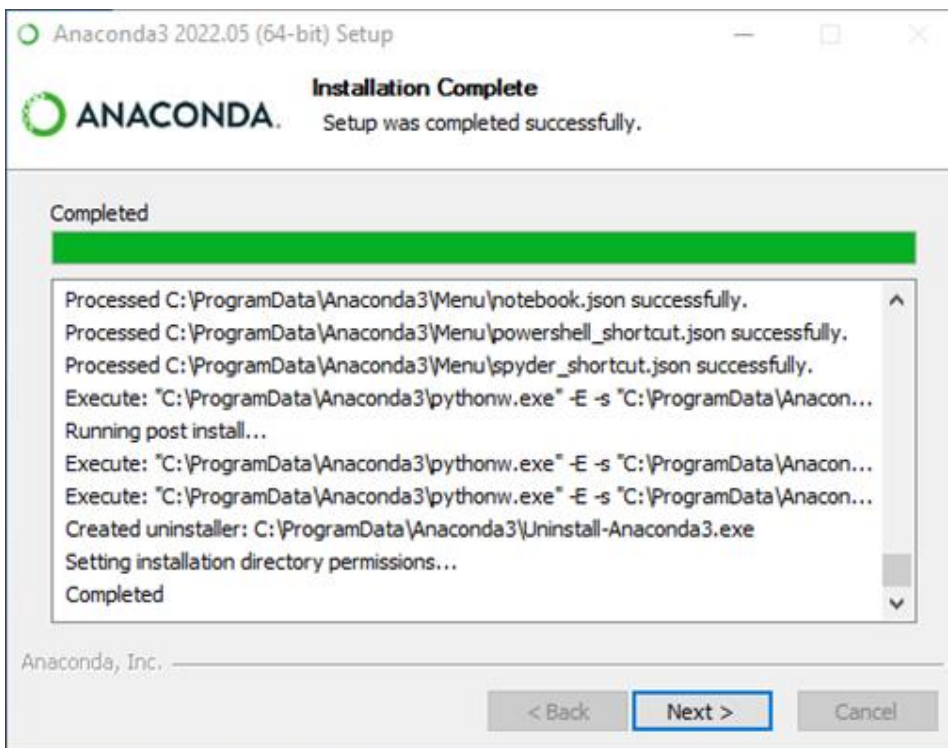 Anaconda3 2022.05 (64-bit) Setup
ANACONDA.
Installation Complete
Setup was completed successfully.
Completed
Processed C:\ProgramData\Anaconda3\Menu\notebook.json successfully.
Processed C:\ProgramData\Anaconda3\Menu\powershell_shortcut.json successfully.
Processed C:\ProgramData\Anaconda3\Menu\spyder_shortcut.json successfully.
Execute: "C:\ProgramData\Anaconda3\pythonw.exe" -E -s "C:\ProgramData\Anacon...
Running post install...
Execute: "C:\ProgramData\Anaconda3\pythonw.exe" -E -s "C:\ProgramData\Anacon...
Execute: "C:\ProgramData\Anaconda3\pythonw.exe" -E -s "C:\ProgramData\Anacon...
Created uninstaller: C:\ProgramData\Anaconda3\Uninstall-Anaconda3.exe
Setting installation directory permissions...
Completed
Anaconda, Inc.
< Back Next > Cancel